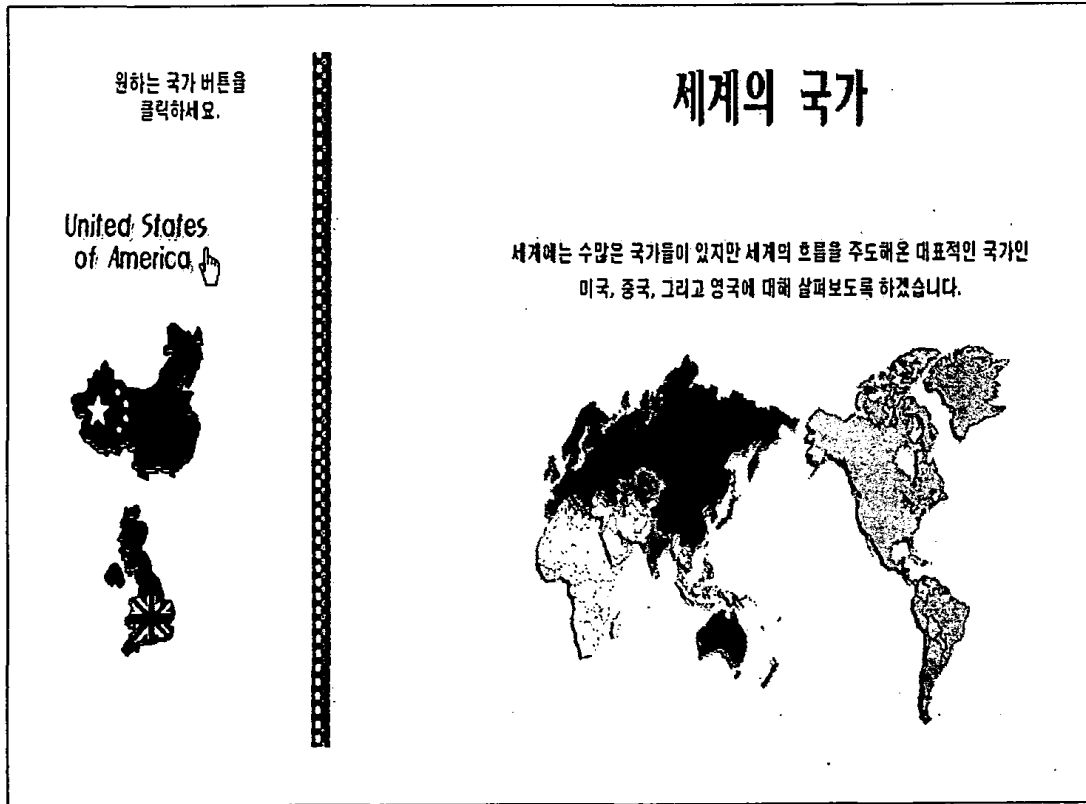 원하는 국가 버튼을
클릭하세요.
United States
of America
세계의 국가
세계에는 수많은 국가들이 있지만 세계의 흐름을 주도해온 대표적인 국가인
미국, 중국, 그리고 영국에 대해 살펴보도록 하겠습니다.